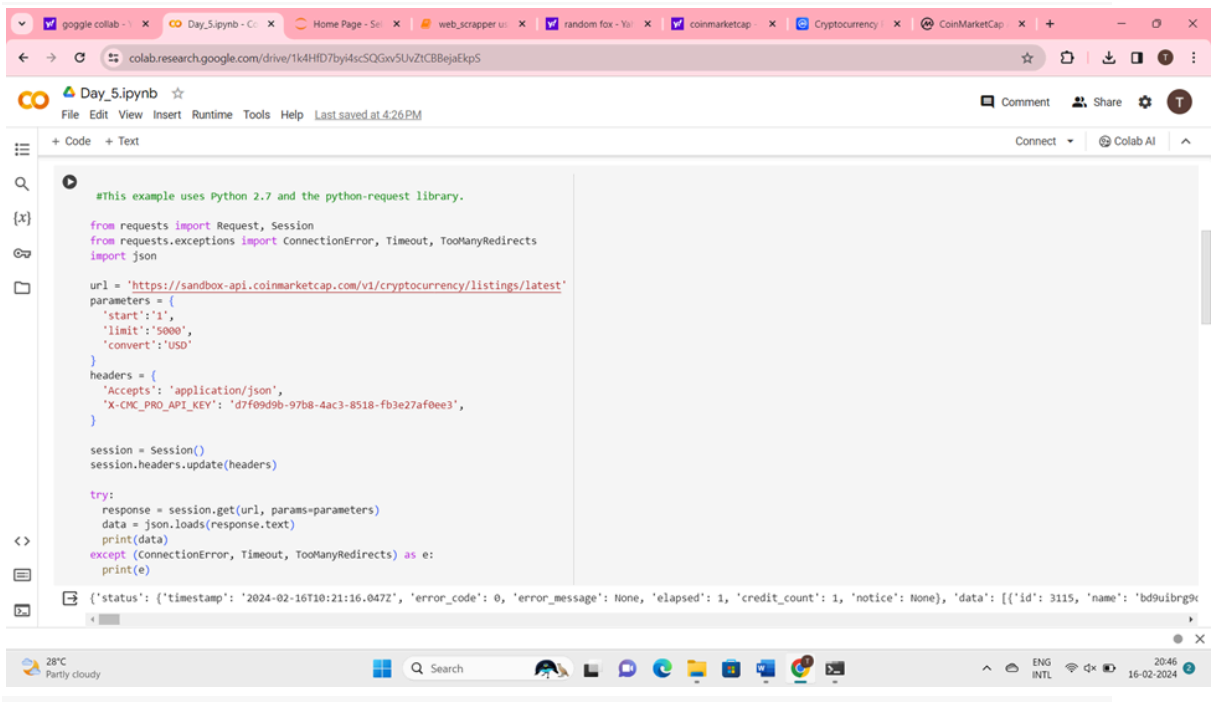 goggle collab - Y
Day_5.ipynb - Co
Home Page - Sel
web_scrapper us
random fox - Yah
coinmarketcap -
Cryptocurrency
CoinMarketCap
colab.research.google.com/drive/1k4HfD7byi4scSQGxv5UvZtCBBejaEkpS
T
CO
Day_5.ipynb
Comment
Share
T
File Edit View Insert Runtime Tools Help Last saved at 4:26 PM
+ Code + Text
Connect
Colab AI
{x}
#This example uses Python 2.7 and the python-request library.
from requests import Request, Session
from requests.exceptions import ConnectionError, Timeout, TooManyRedirects
import json
url = 'https://sandbox-api.coinmarketcap.com/v1/cryptocurrency/listings/latest'
parameters = {
'start':'1',
'limit':'5000',
'convert':'USD'
}
headers = {
'Accepts': 'application/json',
'X-CMC_PRO_API_KEY': 'd7f09d9b-97b8-4ac3-8518-fb3e27af0ee3',
}
session = Session()
session.headers.update(headers)
try:
response = session.get(url, params=parameters)
data = json.loads(response.text)
print(data)
except (ConnectionError, Timeout, TooManyRedirects) as e:
print(e)
{'status': {'timestamp': '2024-02-16T10:21:16.047Z', 'error_code': 0, 'error_message': None, 'elapsed': 1, 'credit_count': 1, 'notice': None}, 'data': [{'id': 3115, 'name': 'bd9uibrg9c
28°C
Partly cloudy
Search
ENG
INTL
20:46
16-02-2024
2